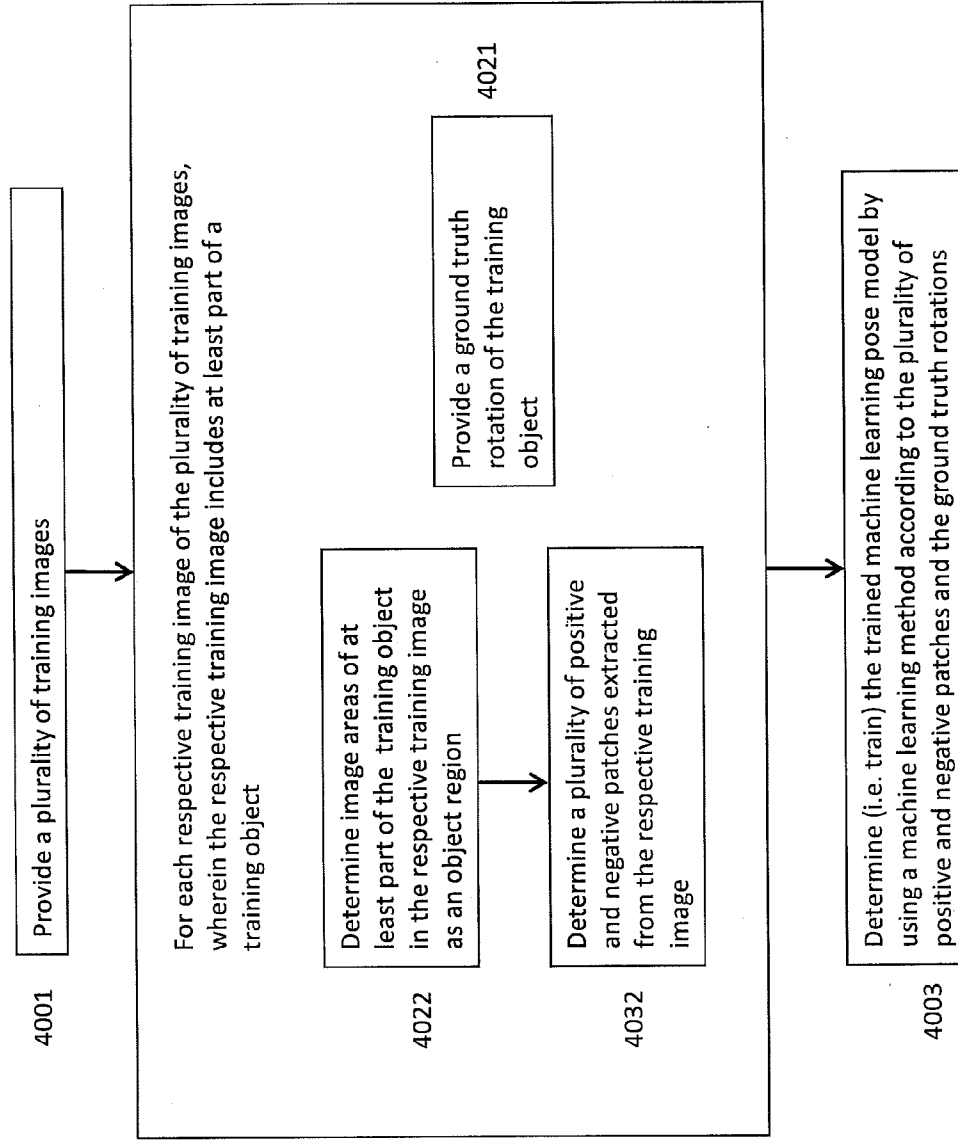 4001
Provide a plurality of training images
For each respective training image of the plurality of training images,
wherein the respective training image includes at least part of a
training object
4022
Determine image areas of at
least part of the training object
in the respective training image
as an object region
4032
Determine a plurality of positive
and negative patches extracted
from the respective training
image
4021
Provide a ground truth
rotation of the training
object
4003
Determine (i.e. train) the trained machine learning pose model by
using a machine learning method according to the plurality of
positive and negative patches and the ground truth rotations